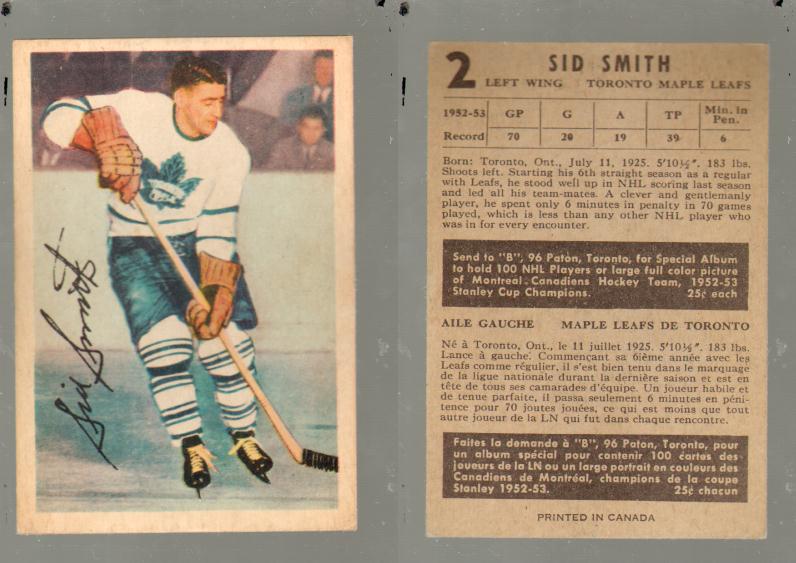 Sid Smith
2 SID SMITH
LEFT WING TORONTO MAPLE LEAFS
1952-53 GP G A TP Min. in Pen.
Record 70 20 19 39 6
Born: Toronto, Ont., July 11, 1925. 5'10½". 183 lbs.
Shoots left. Starting his 6th straight season as a regular
with Leafs, he stood well up in NHL scoring last season
and led all his team-mates. A clever and gentlemanly
player, he spent only 6 minutes in penalty in 70 games
played, which is less than any other NHL player who
was in for every encounter.
Send to "B", 96 Paton, Toronto, for Special Album
to hold 100 NHL Players or large full color picture
of Montreal Canadiens Hockey Team, 1952-53
Stanley Cup Champions. 25¢ each
AILE GAUCHE MAPLE LEAFS DE TORONTO
Né à Toronto, Ont., le 11 juillet 1925. 5'10½". 183 lbs.
Lance à gauche. Commençant sa 6ième année avec les
Leafs comme régulier, il s'est bien tenu dans le marquage
de la ligue nationale durant la dernière saison et est en
tête de tous ses camarades d'équipe. Un joueur habile et
de tenue parfaite, il passa seulement 6 minutes en péni-
tence pour 70 joutes jouées, ce qui est moins que tout
autre joueur de la LN qui fut dans chaque rencontre.
Faites la demande à "B", 96 Paton, Toronto, pour
un album spécial pour contenir 100 cartes des
joueurs de la LN ou un large portrait en couleurs des
Canadiens de Montréal, champions de la coupe
Stanley 1952-53. 25¢ chacun
PRINTED IN CANADA